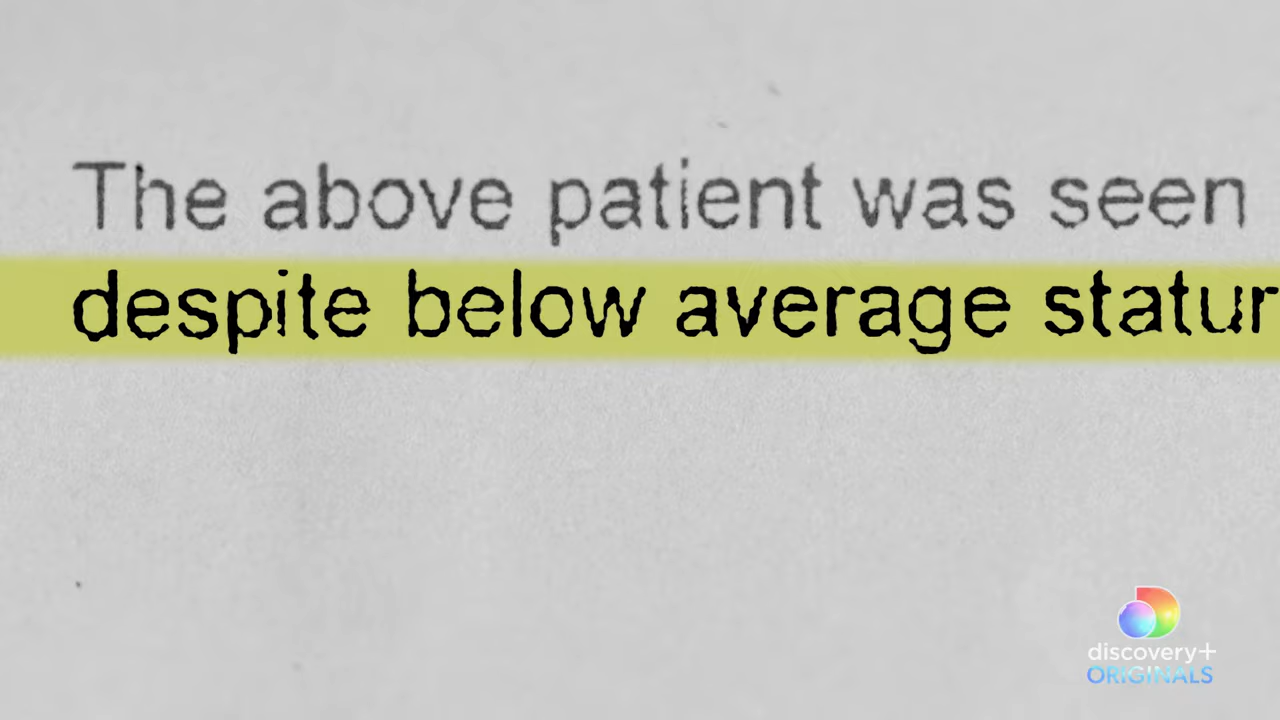 The above patient was seen
despite below average statur
discovery+
ORIGINALS